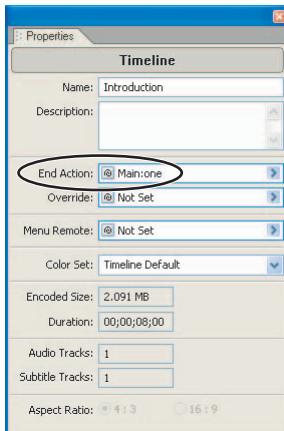 Properties
Timeline
Name: Introduction
Description:
End Action: Main:one
Override: Not Set
Menu Remote: Not Set
Color Set: Timeline Default
Encoded Size: 2.091 MB
Duration: 00;00;08;00
Audio Tracks: 1
Subtitle Tracks: 1
Aspect Ratio: 4:3 16:9